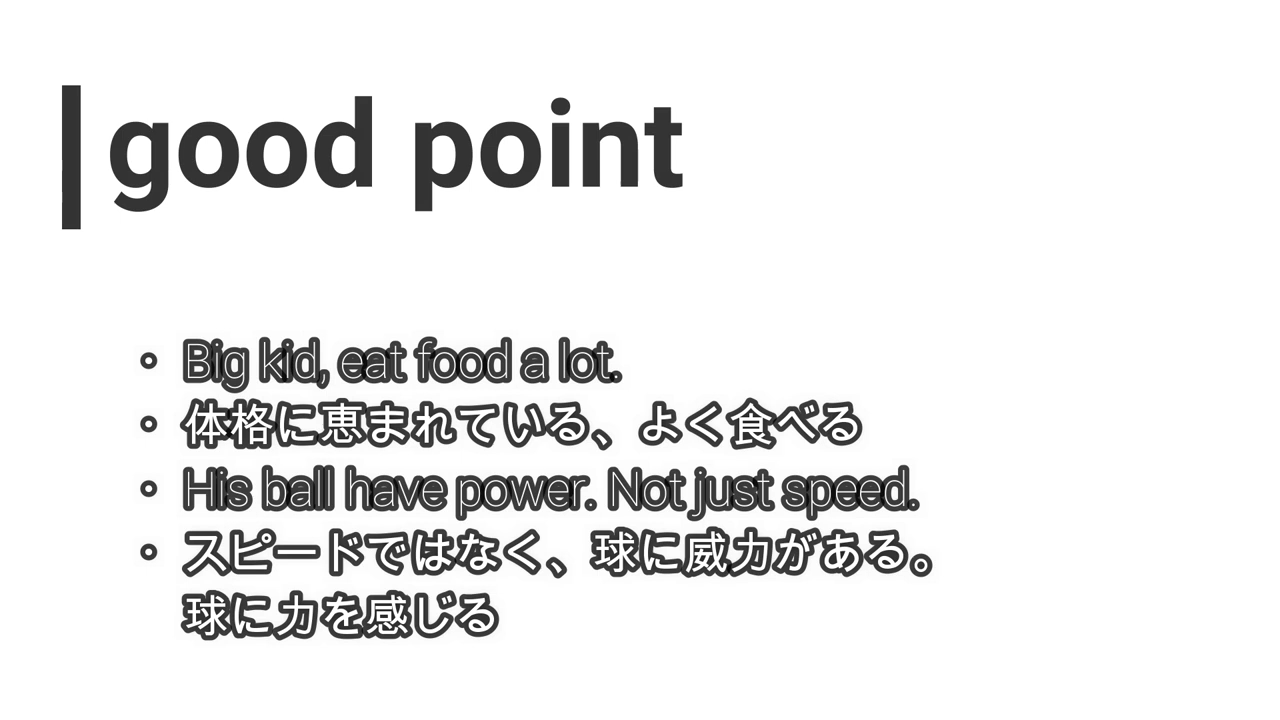 good point
Big kid, eat food a lot.
体格に恵まれている、よく食べる
His ball have power. Not just speed.
スピードではなく、球に威力がある。
球に力を感じる